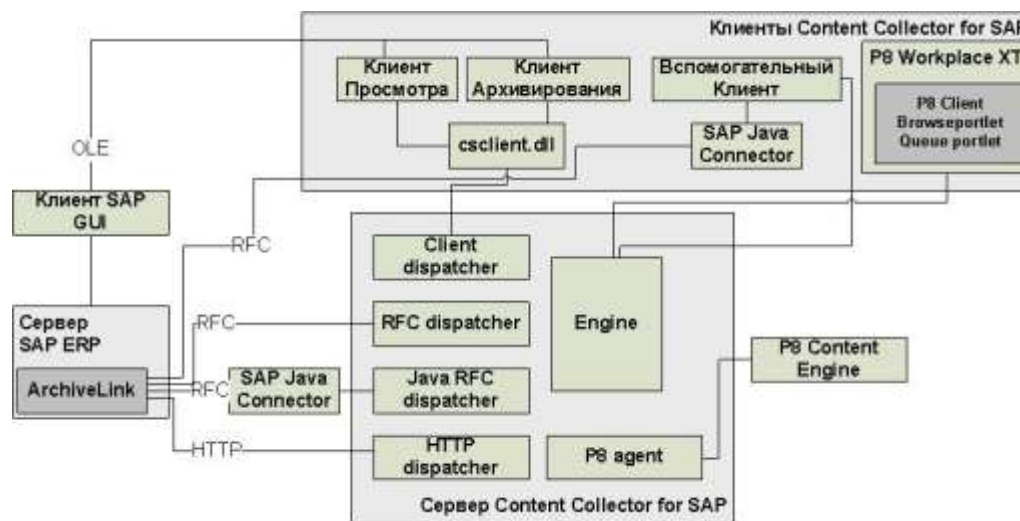 Клиенты Content Collector for SAP
Клиент
Просмотра
Клиент
Архивирования
Вспомогательный
Клиент
P8 Workplace XT
P8 Client
Browseportlet
Queue portlet
csclient.dll
SAP Java
Connector
OLE
Клиент SAP
GUI
RFC
Client
dispatcher
Сервер
SAP ERP
RFC
RFC dispatcher
Engine
P8 Content
Engine
ArchiveLink
RFC
SAP Java
Connector
Java RFC
dispatcher
HTTP
HTTP
dispatcher
P8 agent
Сервер Content Collector for SAP